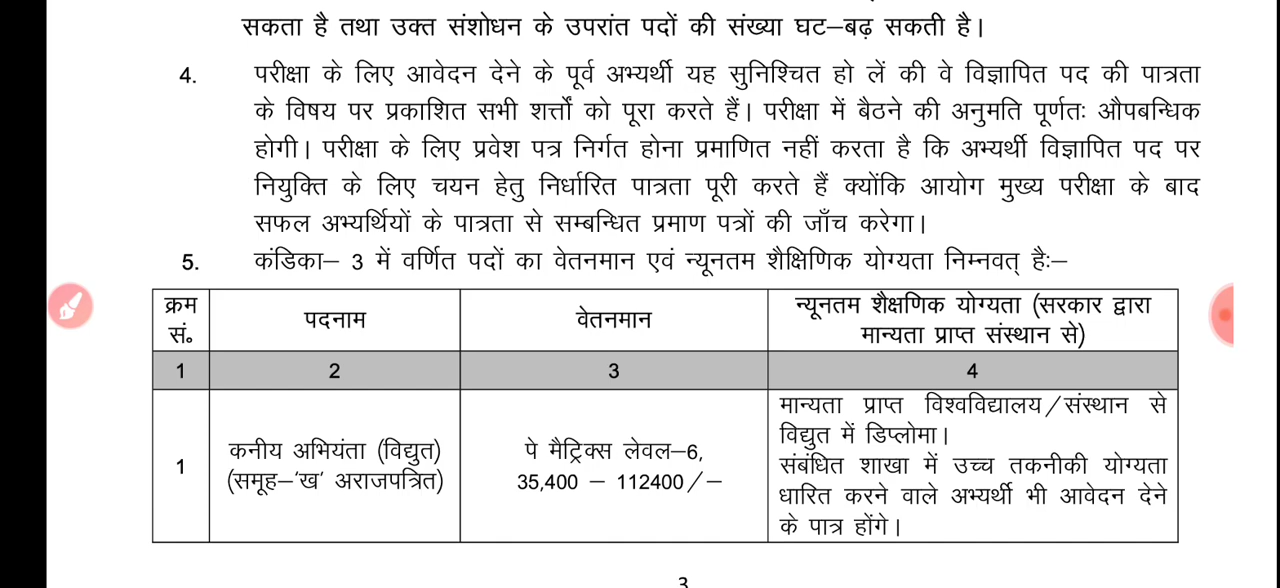 सकता है तथा उक्त संशोधन के उपरांत पदों की संख्या घट–बढ़ सकती है।
4. परीक्षा के लिए आवेदन देने के पूर्व अभ्यर्थी यह सुनिश्चित हो लें की वे विज्ञापित पद की पात्रता
के विषय पर प्रकाशित सभी शर्त्तों को पूरा करते हैं। परीक्षा में बैठने की अनुमति पूर्णतः औपबन्धिक
होगी। परीक्षा के लिए प्रवेश पत्र निर्गत होना प्रमाणित नहीं करता है कि अभ्यर्थी विज्ञापित पद पर
नियुक्ति के लिए चयन हेतु निर्धारित पात्रता पूरी करते हैं क्योंकि आयोग मुख्य परीक्षा के बाद
सफल अभ्यर्थियों के पात्रता से सम्बन्धित प्रमाण पत्रों की जाँच करेगा।
5. कंडिका– 3 में वर्णित पदों का वेतनमान एवं न्यूनतम शैक्षिणिक योग्यता निम्नवत् हैः–
क्रम सं॰
पदनाम
वेतनमान
न्यूनतम शैक्षणिक योग्यता (सरकार द्वारा
मान्यता प्राप्त संस्थान से)
1 2 3 4
1
कनीय अभियंता (विद्युत)
(समूह–'ख' अराजपत्रित)
पे मैट्रिक्स लेवल–6,
35,400 – 112400/–
मान्यता प्राप्त विश्वविद्यालय/संस्थान से
विद्युत में डिप्लोमा।
संबंधित शाखा में उच्च तकनीकी योग्यता
धारित करने वाले अभ्यर्थी भी आवेदन देने
के पात्र होंगे।
3